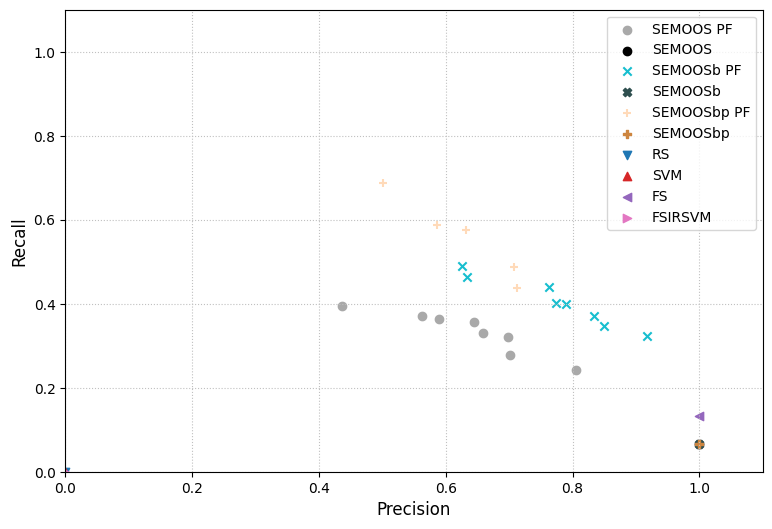 SEMOOS PF
SEMOOS
SEMOOSb PF
SEMOOSb
SEMOOSbp PF
SEMOOSbp
RS
SVM
FS
FSIRSVM
1.0
0.8
0.6
0.4
0.2
0.0
Recall
0.0 0.2 0.4 0.6 0.8 1.0
Precision